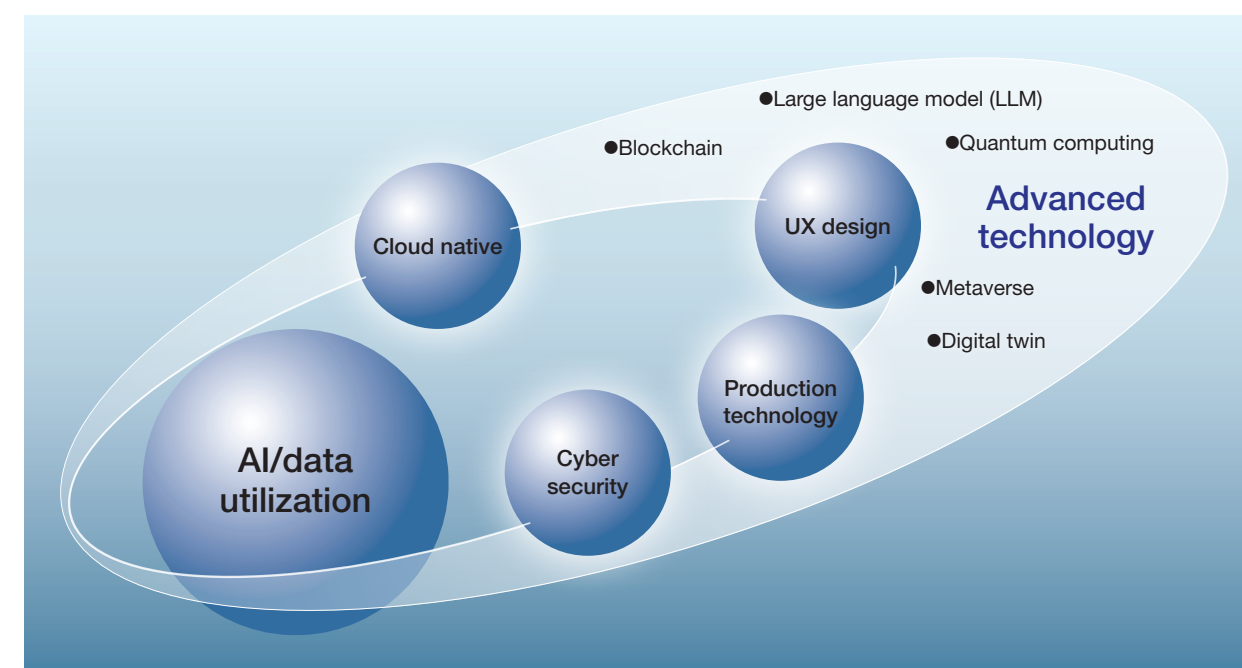 ●Large language model (LLM)
●Blockchain
●Quantum computing
Advanced
technology
UX design
Cloud native
●Metaverse
●Digital twin
Production
technology
Cyber
security
AI/data
utilization